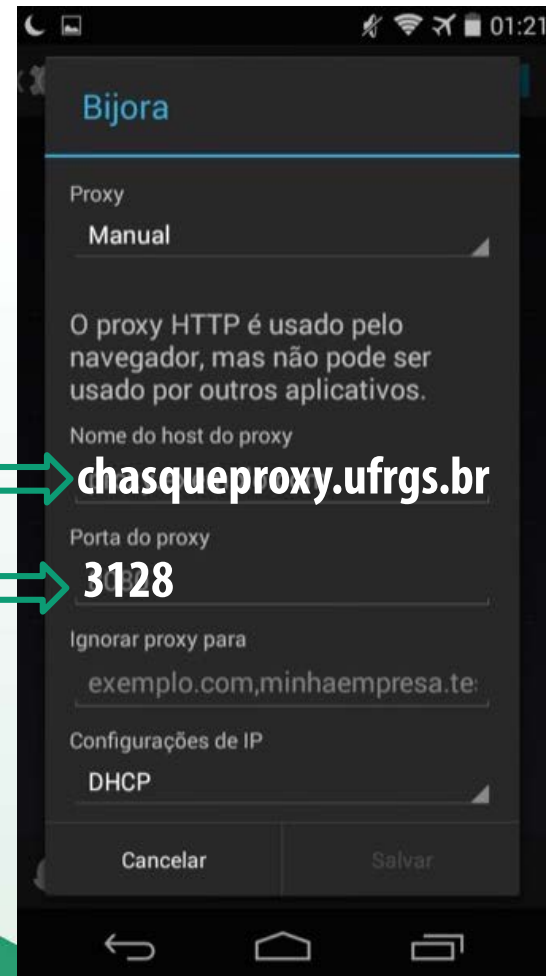 01:21
Bijora
Proxy
Manual
O proxy HTTP é usado pelo
navegador, mas não pode ser
usado por outros aplicativos.
Nome do host do proxy
chasqueproxy.ufrgs.br
Porta do proxy
3128
Ignorar proxy para
exemplo.com,minhaempresa.te
Configurações de IP
DHCP
Cancelar Salvar